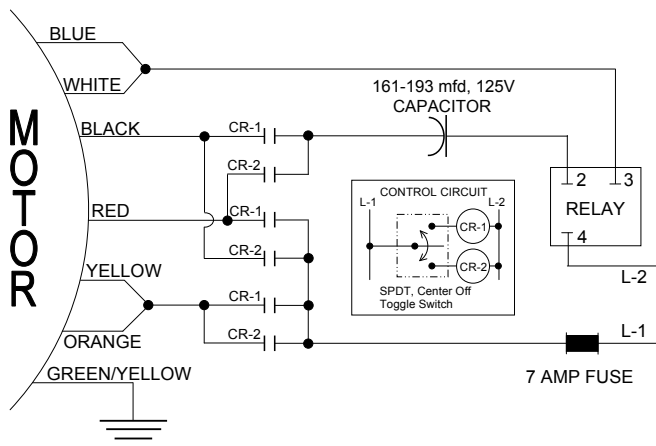 BLUE
WHITE
MOTOR
161-193 mfd, 125V
CAPACITOR
BLACK
CR-1
CR-2
RED
CR-1
CR-2
CONTROL CIRCUIT
L-1
L-2
CR-1
CR-2
SPDT, Center Off
Toggle Switch
2
3
RELAY
4
L-2
YELLOW
CR-1
CR-2
ORANGE
L-1
7 AMP FUSE
GREEN/YELLOW